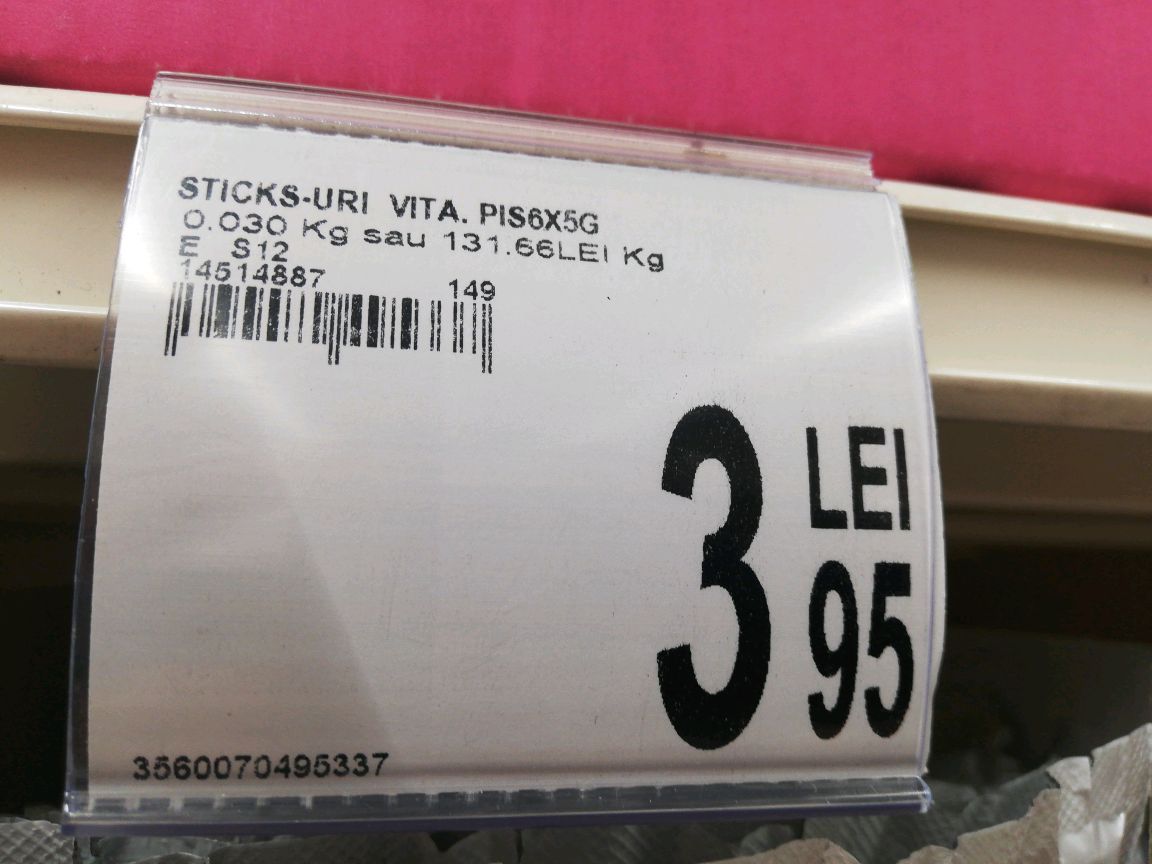 STICKS-URI VITA. PIS6X5G
0.030 Kg sau 131.66LEI Kg
E S12
14514887 149
3 LEI
95
3560070495337